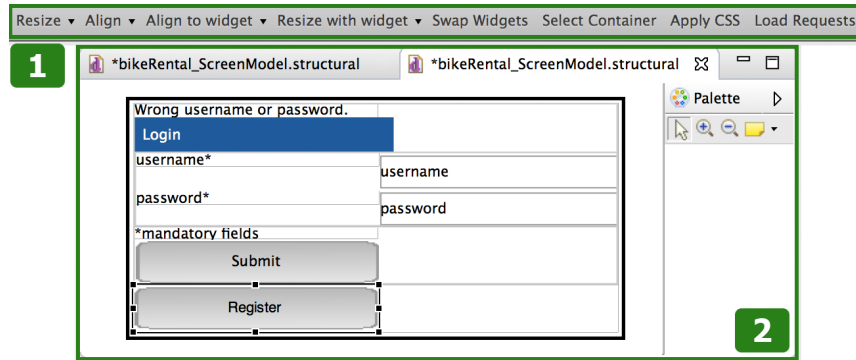 Resize ▾ Align ▾ Align to widget ▾ Resize with widget ▾ Swap Widgets Select Container Apply CSS Load Requests
1
*bikeRental_ScreenModel.structural
*bikeRental_ScreenModel.structural
Palette
Wrong username or password.
Login
username*
username
password*
password
*mandatory fields
Submit
Register
2